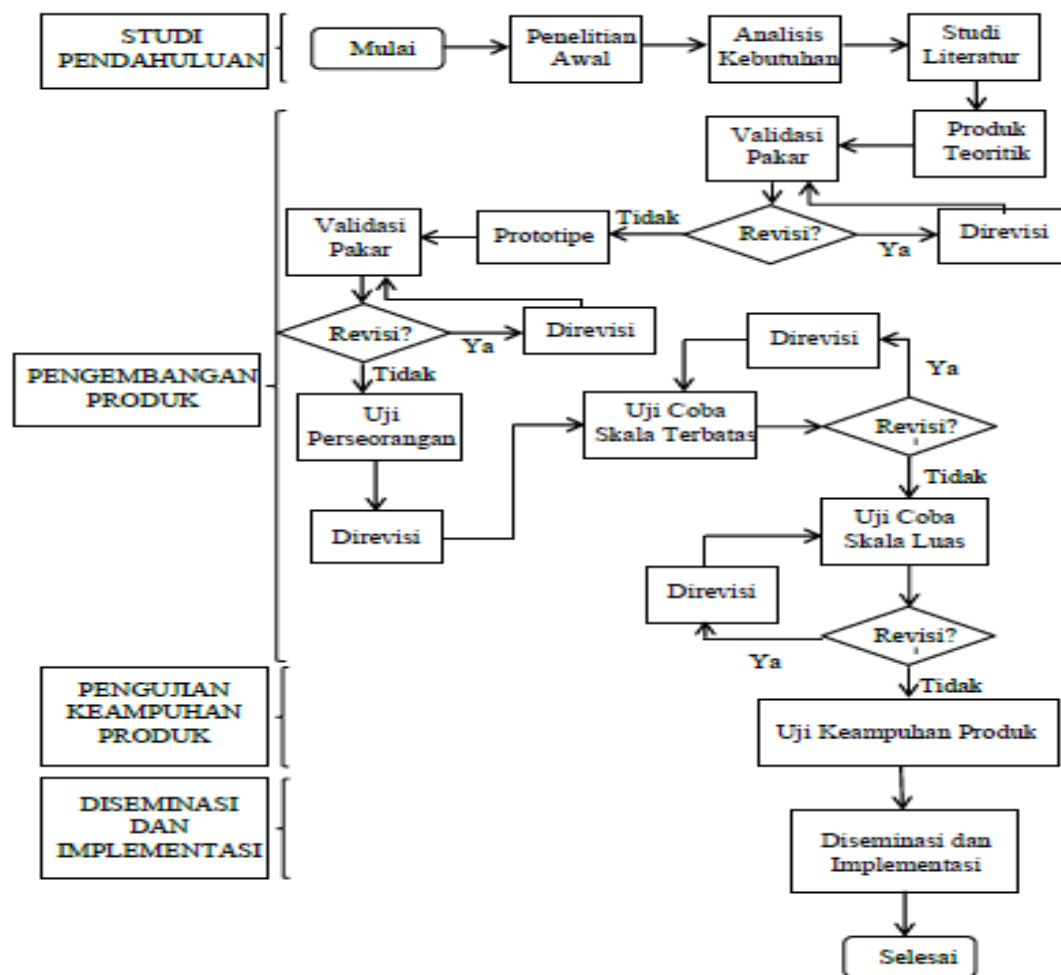 STUDI
PENDAHULUAN
Mulai
Penelitian
Awal
Analisis
Kebutuhan
Studi
Literatur
Validasi
Pakar
Produk
Teoritik
Validasi
Pakar
Prototipe
Tidak
Revisi?
Ya
Direvisi
Revisi?
Ya
Direvisi
Direvisi
Ya
PENGEMBANGAN
PRODUK
Tidak
Uji
Perseorangan
Uji Coba
Skala Terbatas
Revisi?
Tidak
Direvisi
Uji Coba
Skala Luas
Direvisi
Revisi?
Ya
Tidak
PENGUJIAN
KEAMPUHAN
PRODUK
Uji Keampuhan Produk
DISEMINASI
DAN
IMPLEMENTASI
Diseminasi dan
Implementasi
Selesai